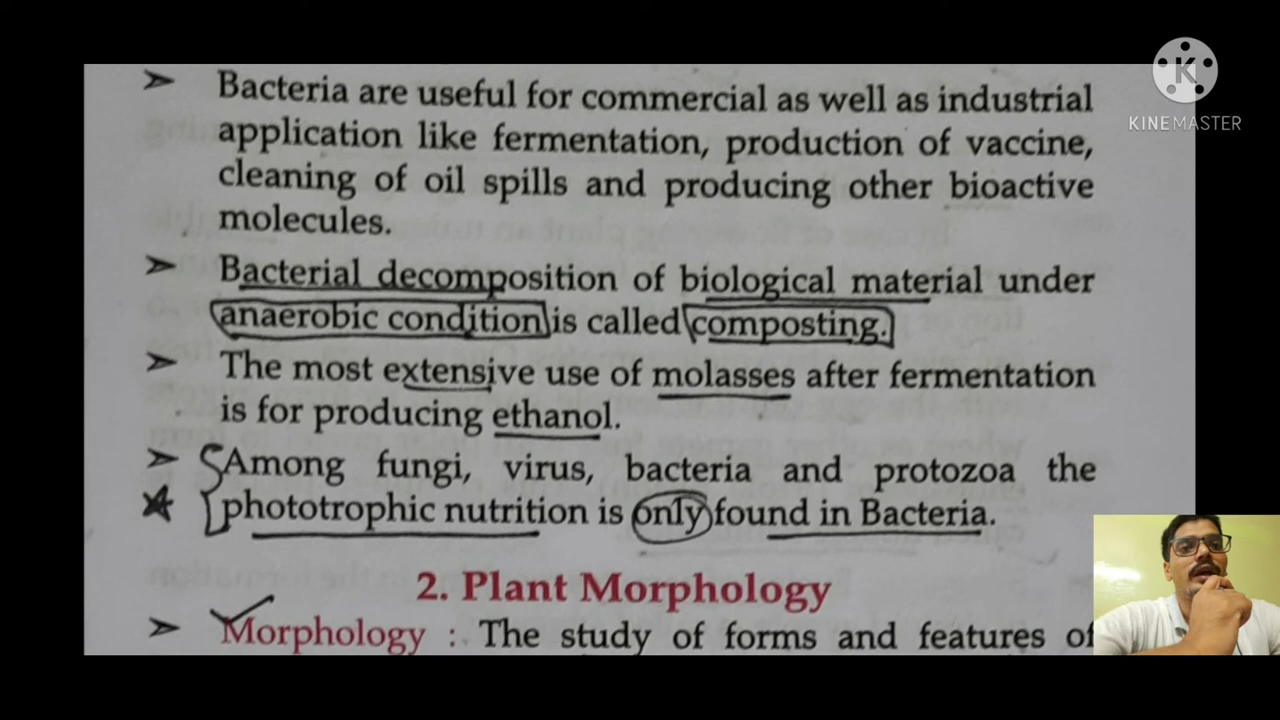 ➤ Bacteria are useful for commercial as well as industrial
application like fermentation, production of vaccine,
cleaning of oil spills and producing other bioactive
molecules.
➤ Bacterial decomposition of biological material under
anaerobic condition is called composting.
➤ The most extensive use of molasses after fermentation
is for producing ethanol.
➤ Among fungi, virus, bacteria and protozoa the
phototrophic nutrition is only found in Bacteria.
2. Plant Morphology
➤ Morphology : The study of forms and features of
K
KINEMASTER